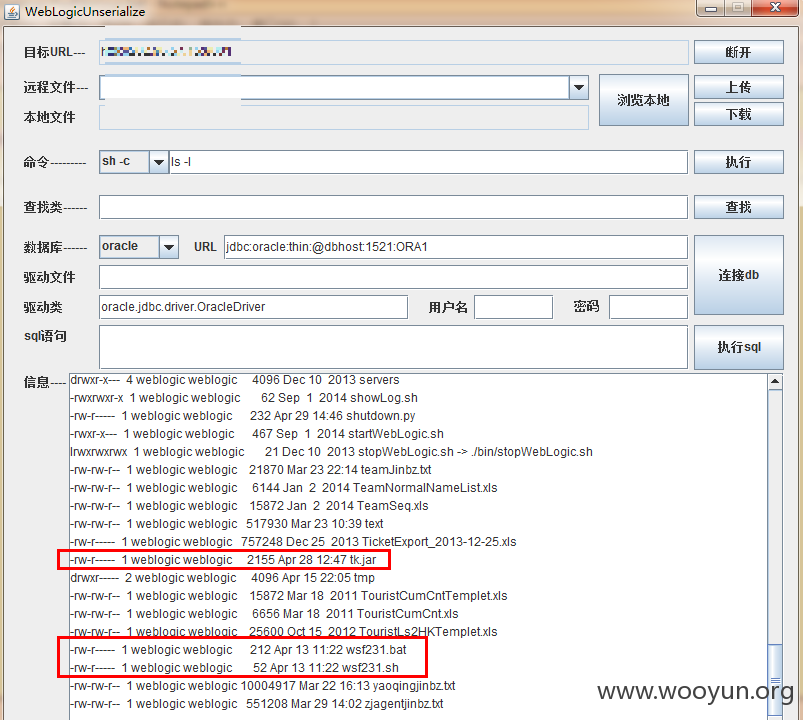 WebLogicUnserialize
目标URL---
断开
远程文件---
浏览本地
上传
本地文件
下载
命令---------
sh -c
ls -l
执行
查找类------
查找
数据库------
oracle
URL
jdbc:oracle:thin:@dbhost:1521:ORA1
连接db
驱动文件
驱动类
oracle.jdbc.driver.OracleDriver
用户名
密码
sql语句
执行sql
信息----
drwxr-x--- 4 weblogic weblogic 4096 Dec 10 2013 servers
-rwxrwxr-x 1 weblogic weblogic 62 Sep 1 2014 showLog.sh
-rw-r----- 1 weblogic weblogic 232 Apr 29 14:46 shutdown.py
-rwxr-x--- 1 weblogic weblogic 467 Sep 1 2014 startWebLogic.sh
lrwxrwxrwx 1 weblogic weblogic 21 Dec 10 2013 stopWebLogic.sh -> ./bin/stopWebLogic.sh
-rw-rw-r-- 1 weblogic weblogic 21870 Mar 23 22:14 teamJinbz.txt
-rw-rw-r-- 1 weblogic weblogic 6144 Jan 2 2014 TeamNormalNameList.xls
-rw-rw-r-- 1 weblogic weblogic 15872 Jan 2 2014 TeamSeq.xls
-rw-rw-r-- 1 weblogic weblogic 517930 Mar 23 10:39 text
-rw-rw-r-- 1 weblogic weblogic 757248 Dec 25 2013 TicketExport_2013-12-25.xls
-rw-r----- 1 weblogic weblogic 2155 Apr 28 12:47 tk.jar
drwxr----- 2 weblogic weblogic 4096 Apr 15 22:05 tmp
-rw-rw-r-- 1 weblogic weblogic 15872 Mar 18 2011 TouristCumCntTemplet.xls
-rw-rw-r-- 1 weblogic weblogic 6656 Mar 18 2011 TouristCumCnt.xls
-rw-rw-r-- 1 weblogic weblogic 25600 Oct 15 2012 TouristLs2HKTemplet.xls
-rw-r----- 1 weblogic weblogic 212 Apr 13 11:22 wsf231.bat
-rw-r----- 1 weblogic weblogic 52 Apr 13 11:22 wsf231.sh
-rw-rw-r-- 1 weblogic weblogic 10004917 Mar 22 16:13 yaoqingjinbz.txt
-rw-rw-r-- 1 weblogic weblogic 551208 Mar 29 14:02 zjagentjinbz.txt
www.wooyun.org